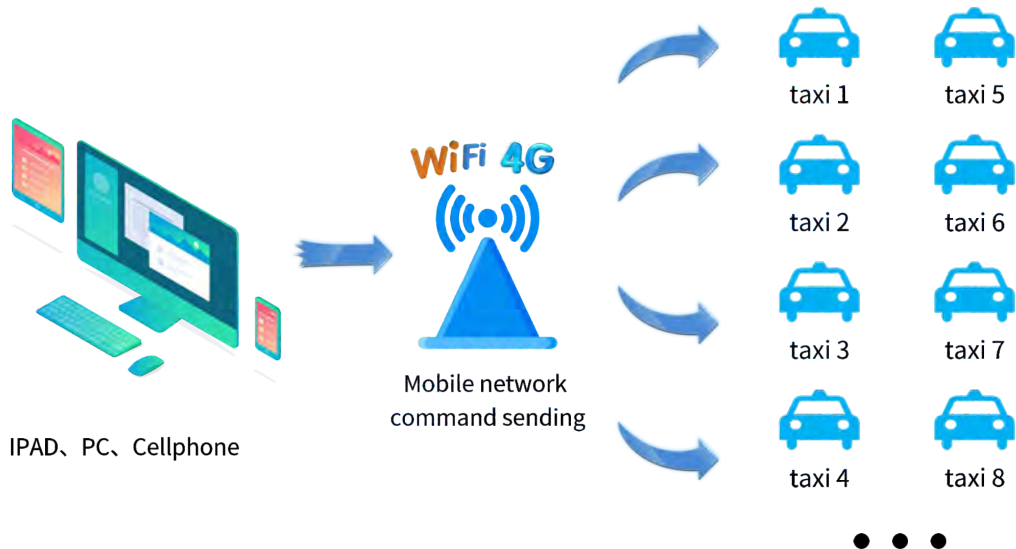 WiFi 4G
Mobile network
command sending
IPAD、PC、Cellphone
taxi 1
taxi 5
taxi 2
taxi 6
taxi 3
taxi 7
taxi 4
taxi 8